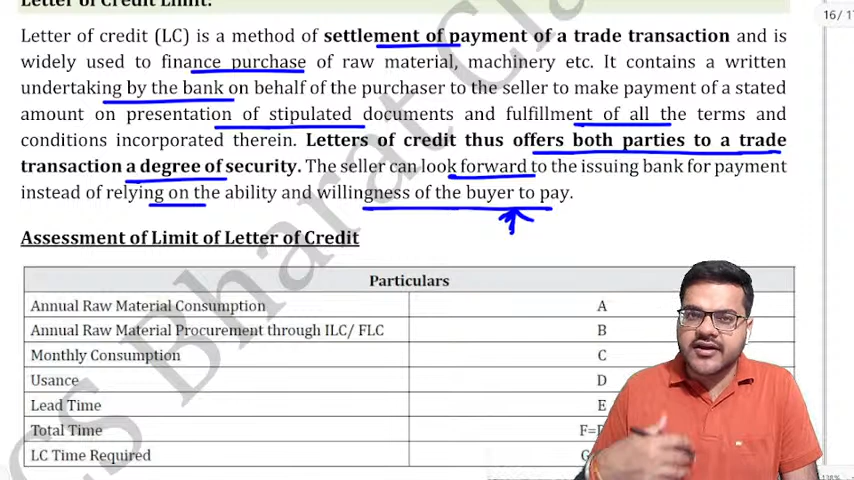 Letter of Credit Limit:
16/17
Letter of credit (LC) is a method of settlement of payment of a trade transaction and is
widely used to finance purchase of raw material, machinery etc. It contains a written
undertaking by the bank on behalf of the purchaser to the seller to make payment of a stated
amount on presentation of stipulated documents and fulfillment of all the terms and
conditions incorporated therein. Letters of credit thus offers both parties to a trade
transaction a degree of security. The seller can look forward to the issuing bank for payment
instead of relying on the ability and willingness of the buyer to pay.
Assessment of Limit of Letter of Credit
Particulars
Annual Raw Material Consumption A
Annual Raw Material Procurement through ILC/ FLC B
Monthly Consumption C
Usance D
Lead Time E
Total Time F=
LC Time Required G
CS Bharat